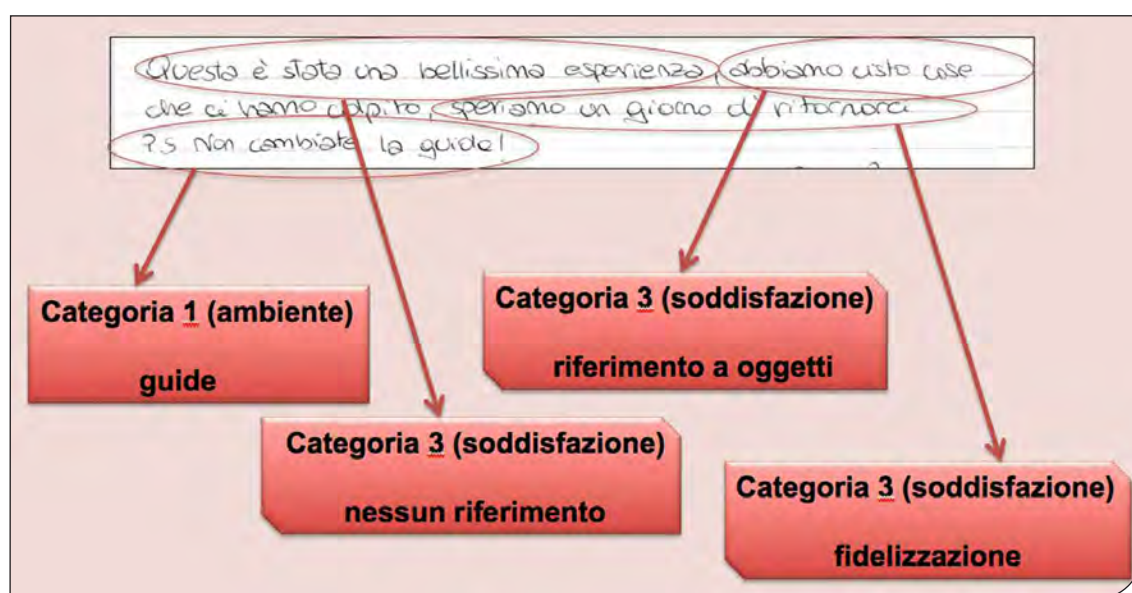 Questa è stata una bellissima esperienza, abbiamo visto cose
che ci hanno colpito, speriamo un giorno di ritornarci
P.S Non cambiate la guida!
Categoria 1 (ambiente)
guide
Categoria 3 (soddisfazione)
riferimento a oggetti
Categoria 3 (soddisfazione)
nessun riferimento
Categoria 3 (soddisfazione)
fidelizzazione